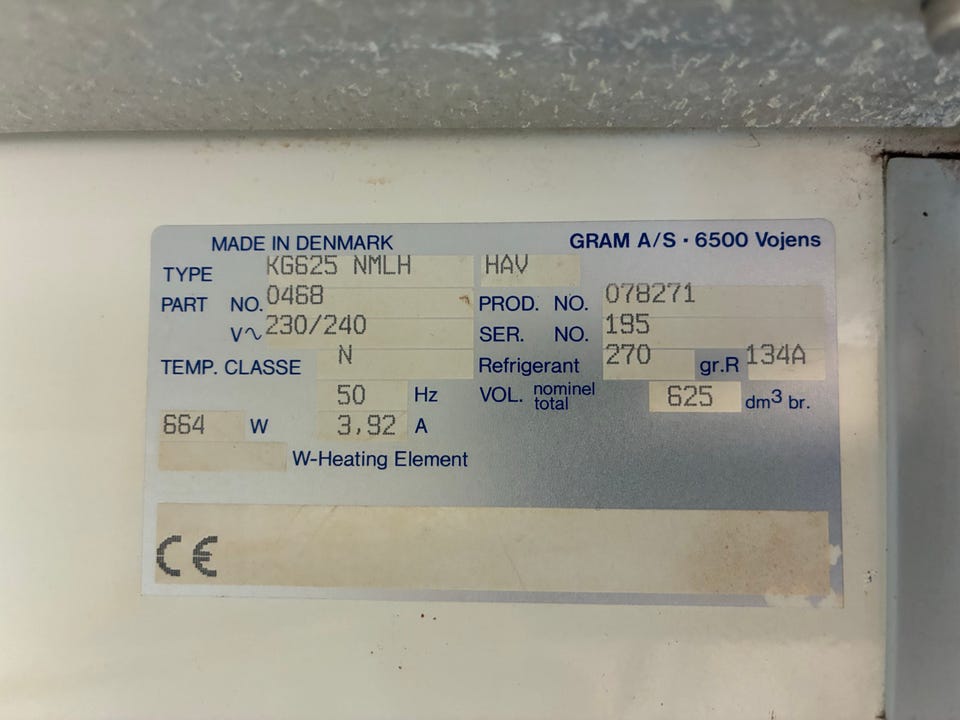 MADE IN DENMARK GRAM A/S · 6500 Vojens
TYPE KG625 NMLH HAV
PART NO. 0468 PROD. NO. 078271
V~ 230/240 SER. NO. 195
TEMP. CLASSE N Refrigerant 270 gr.R 134A
50 Hz VOL. nominel total 625 dm³ br.
664 W 3,92 A
W-Heating Element
CE